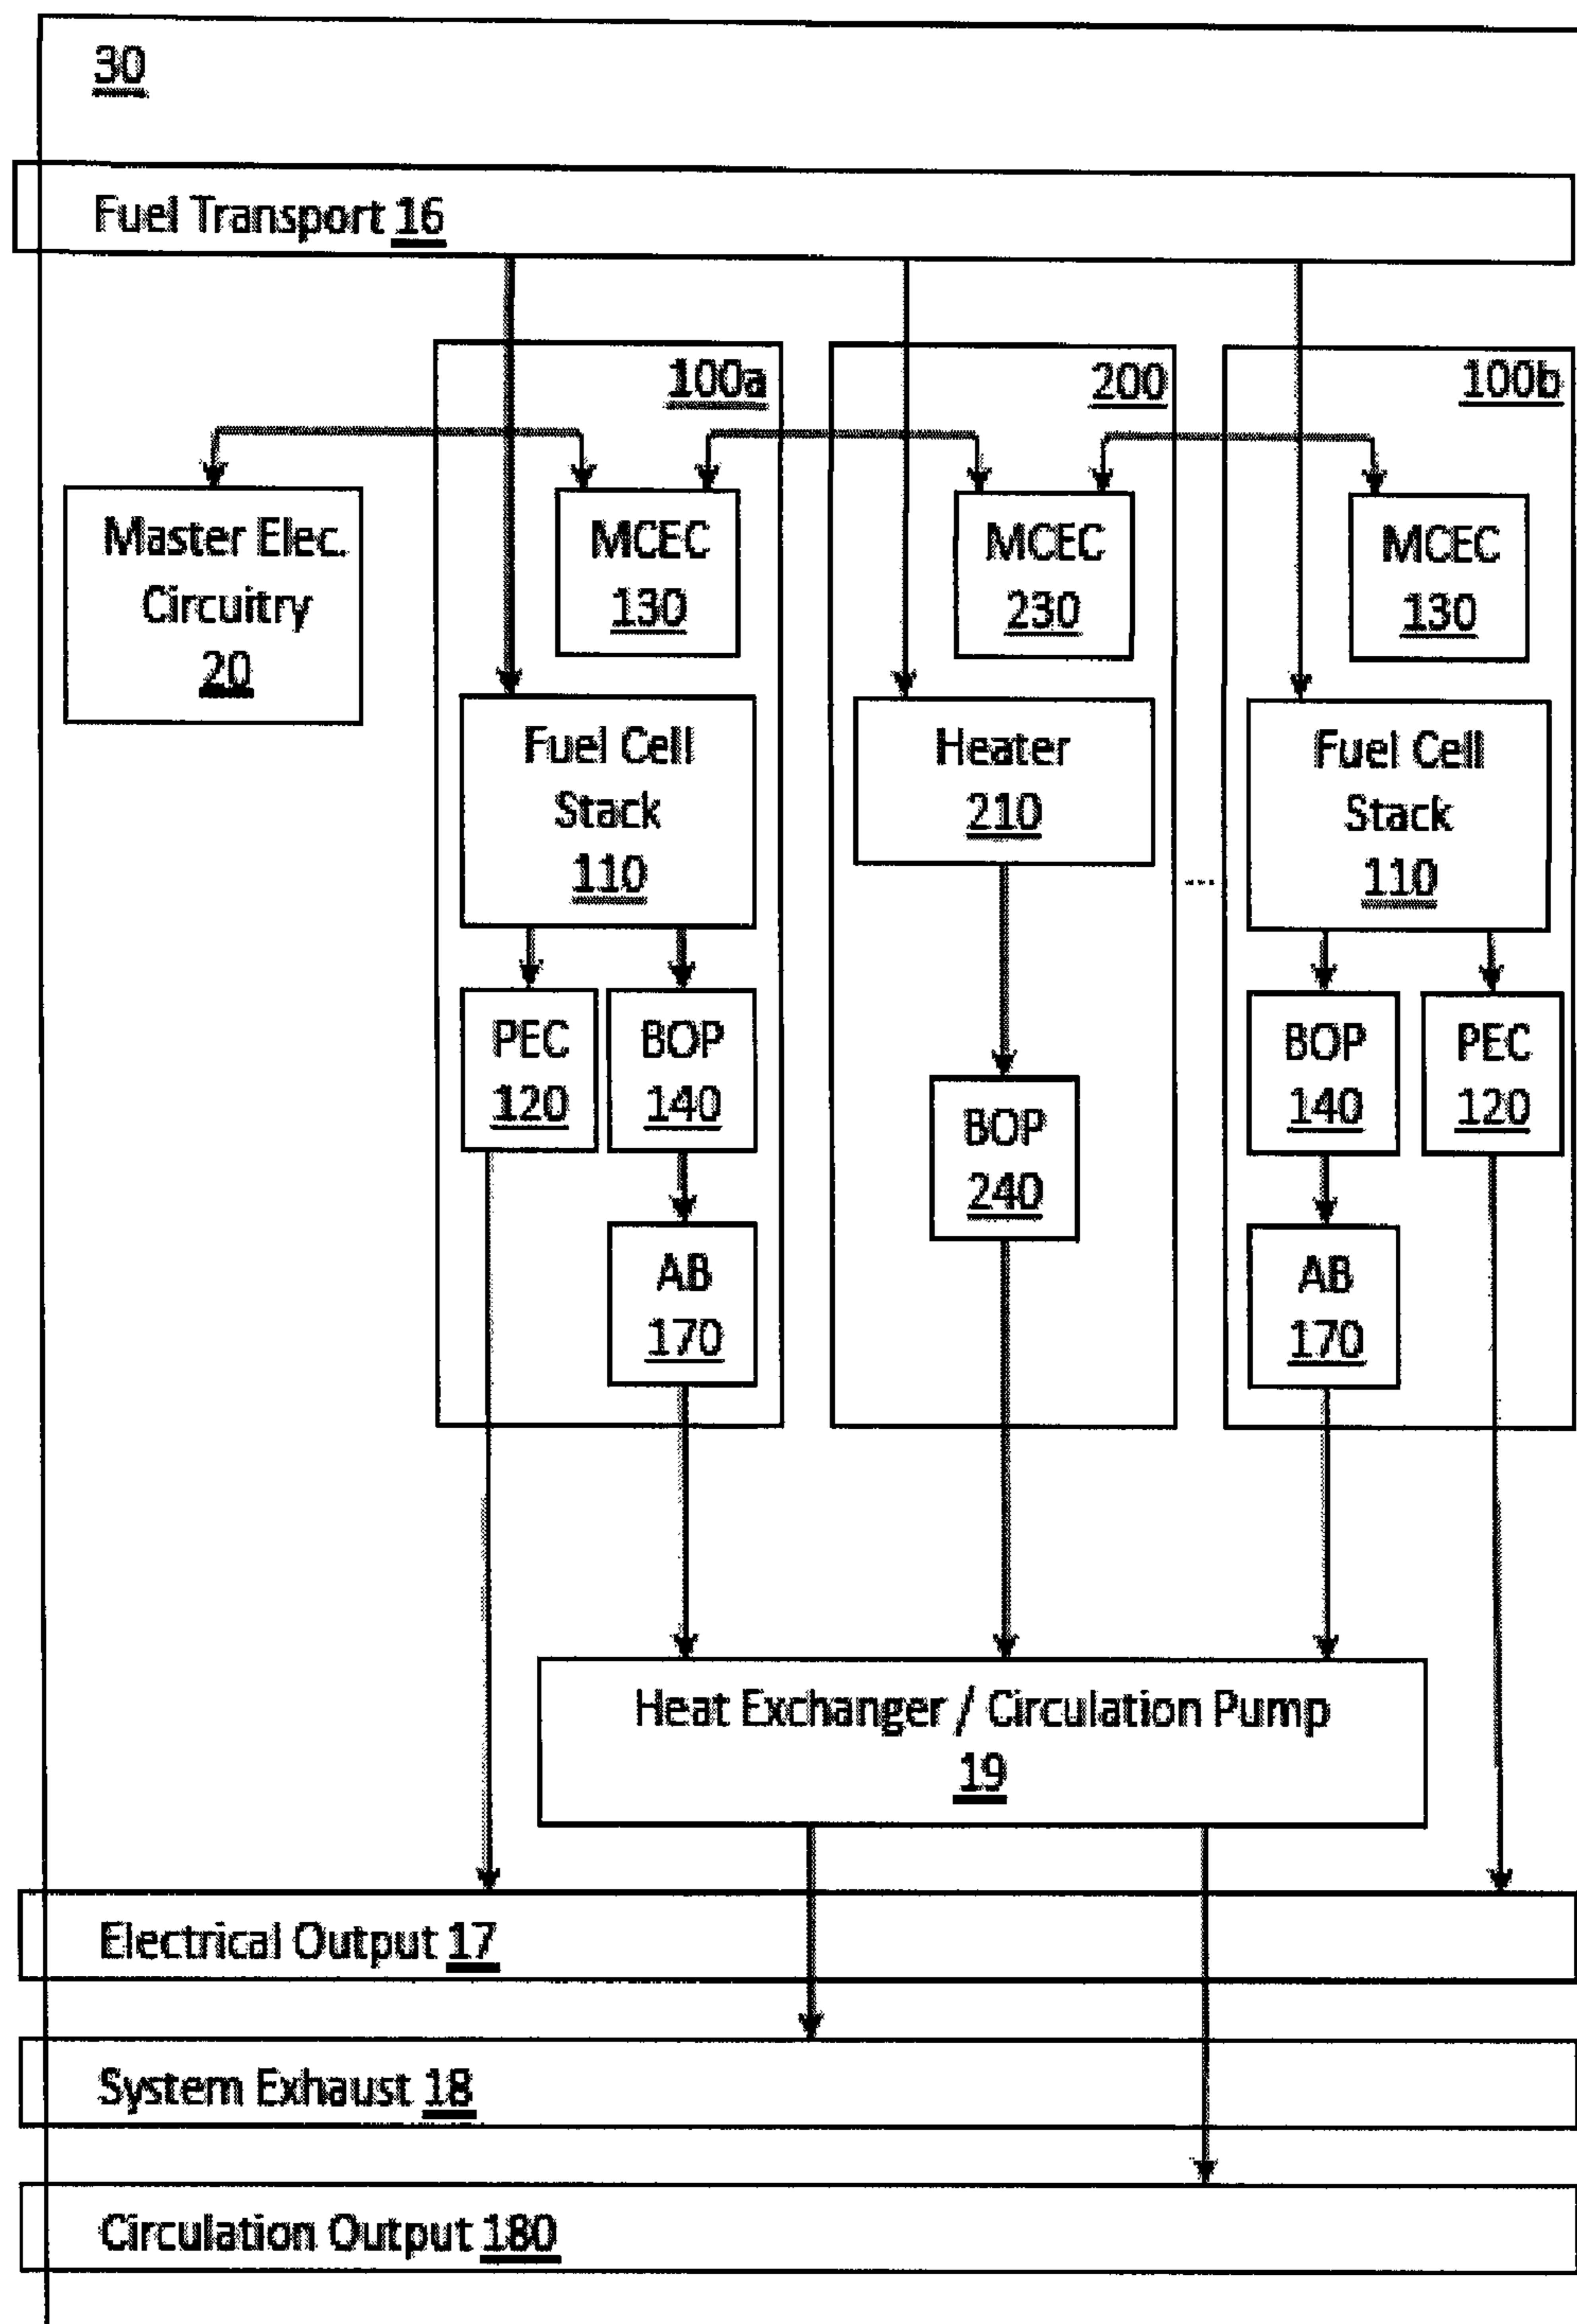 30
Fuel Transport 16
100a
200
100b
Master Elec.
Circuitry
20
MCEC
130
MCEC
230
MCEC
130
Fuel Cell
Stack
110
Heater
210
Fuel Cell
Stack
110
...
PEC
120
BOP
140
BOP
240
BOP
140
PEC
120
AB
170
AB
170
Heat Exchanger / Circulation Pump
19
Electrical Output 17
System Exhaust 18
Circulation Output 180